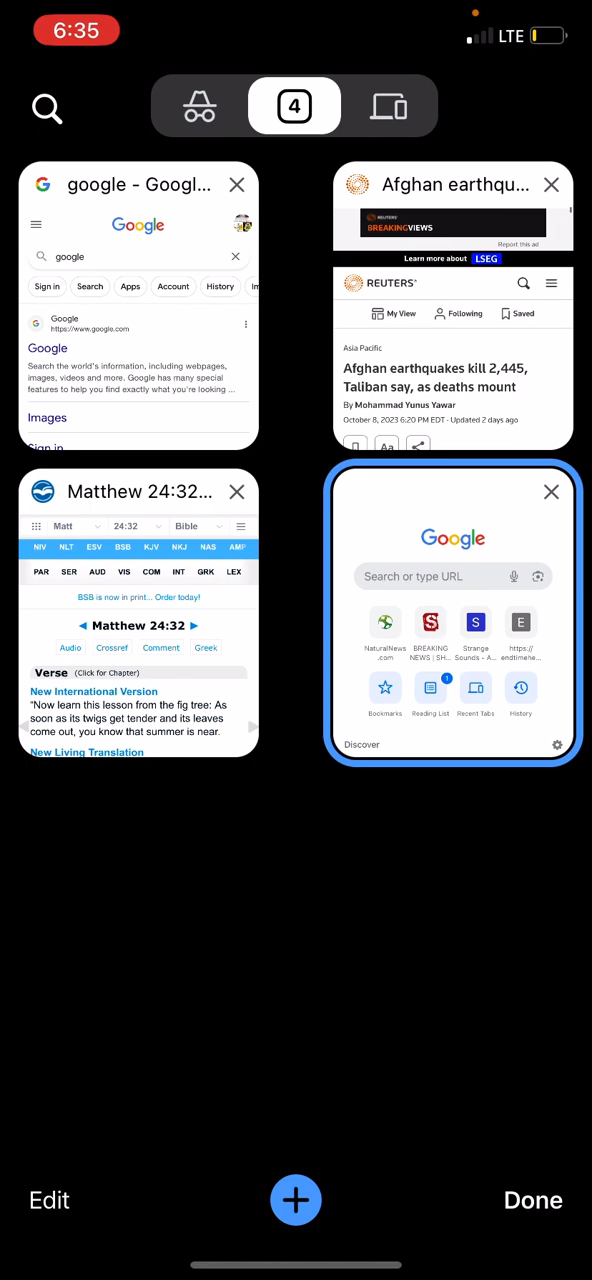 6:35
LTE
4
google - Googl...
Google
google
Sign in
Search
Apps
Account
History
Google
https://www.google.com
Google
Search the world's information, including webpages,
images, videos and more. Google has many special
features to help you find exactly what you're looking ...
Images
Sign in
Afghan earthqu...
REUTERS
BREAKINGVIEWS
Report this ad
Learn more about LSEG
REUTERS
My View
Following
Saved
Asia Pacific
Afghan earthquakes kill 2,445,
Taliban say, as deaths mount
By Mohammad Yunus Yawar
October 8, 2023 6:20 PM EDT · Updated 2 days ago
Aa
Matthew 24:32...
Matt
24:32
Bible
NIV NLT ESV BSB KJV NKJ NAS AMP
PAR SER AUD VIS COM INT GRK LEX
BSB is now in print... Order today!
◄ Matthew 24:32 ►
Audio
Crossref
Comment
Greek
Verse (Click for Chapter)
New International Version
"Now learn this lesson from the fig tree: As
soon as its twigs get tender and its leaves
come out, you know that summer is near.
New Living Translation
Google
Search or type URL
S
S
E
NaturalNews
.com
BREAKING
NEWS | SH...
Strange
Sounds - A...
https://
endtimehe...
1
Bookmarks
Reading List
Recent Tabs
History
Discover
Edit
Done